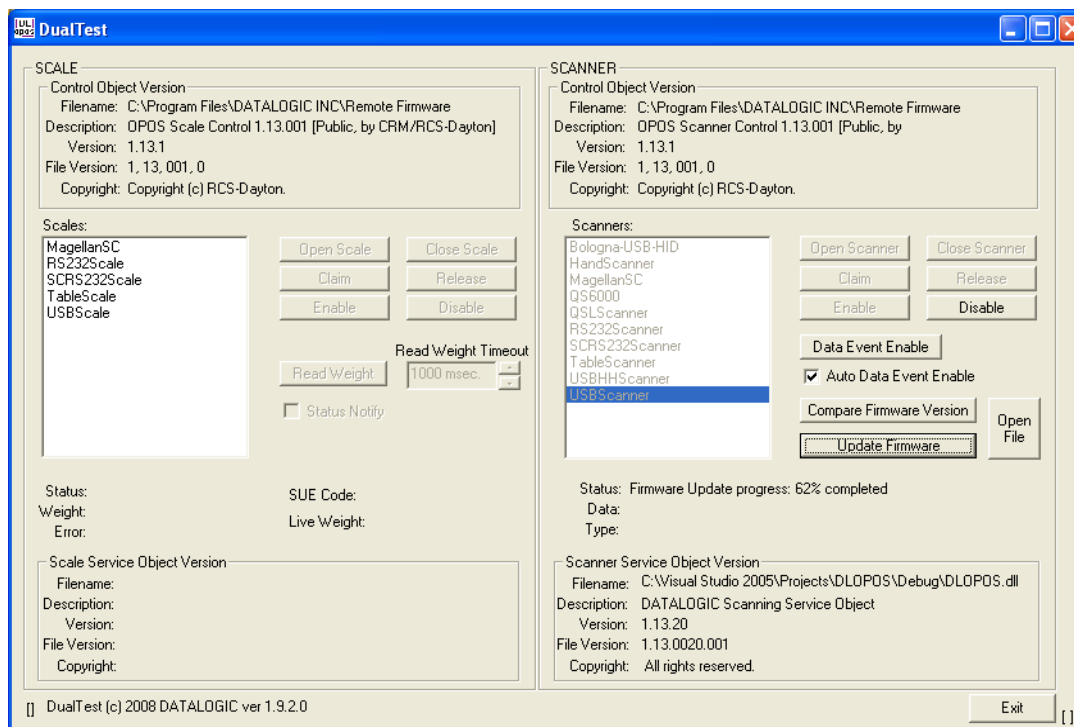 DualTest
SCALE
Control Object Version
Filename: C:\Program Files\DATALOGIC INC\Remote Firmware
Description: OPOS Scale Control 1.13.001 [Public, by CRM/RCS-Dayton]
Version: 1.13.1
File Version: 1, 13, 001, 0
Copyright: Copyright (c) RCS-Dayton.
Scales:
MagellanSC
RS232Scale
SCRS232Scale
TableScale
USBScale
Open Scale
Close Scale
Claim
Release
Enable
Disable
Read Weight Timeout
Read Weight
1000 msec.
Status Notify
Status:
Weight:
Error:
SUE Code:
Live Weight:
Scale Service Object Version
Filename:
Description:
Version:
File Version:
Copyright:
SCANNER
Control Object Version
Filename: C:\Program Files\DATALOGIC INC\Remote Firmware
Description: OPOS Scanner Control 1.13.001 [Public, by
Version: 1.13.1
File Version: 1, 13, 001, 0
Copyright: Copyright (c) RCS-Dayton.
Scanners:
Bologna-USB-HID
HandScanner
MagellanSC
QS6000
QSLScanner
RS232Scanner
SCRS232Scanner
TableScanner
USBHHScanner
USBScanner
Open Scanner
Close Scanner
Claim
Release
Enable
Disable
Data Event Enable
Auto Data Event Enable
Compare Firmware Version
Update Firmware
Open File
Status: Firmware Update progress: 62% completed
Data:
Type:
Scanner Service Object Version
Filename: C:\Visual Studio 2005\Projects\DLOPOS\Debug\DLOPOS.dll
Description: DATALOGIC Scanning Service Object
Version: 1.13.20
File Version: 1.13.0020.001
Copyright: All rights reserved.
[] DualTest (c) 2008 DATALOGIC ver 1.9.2.0
Exit
[ ]